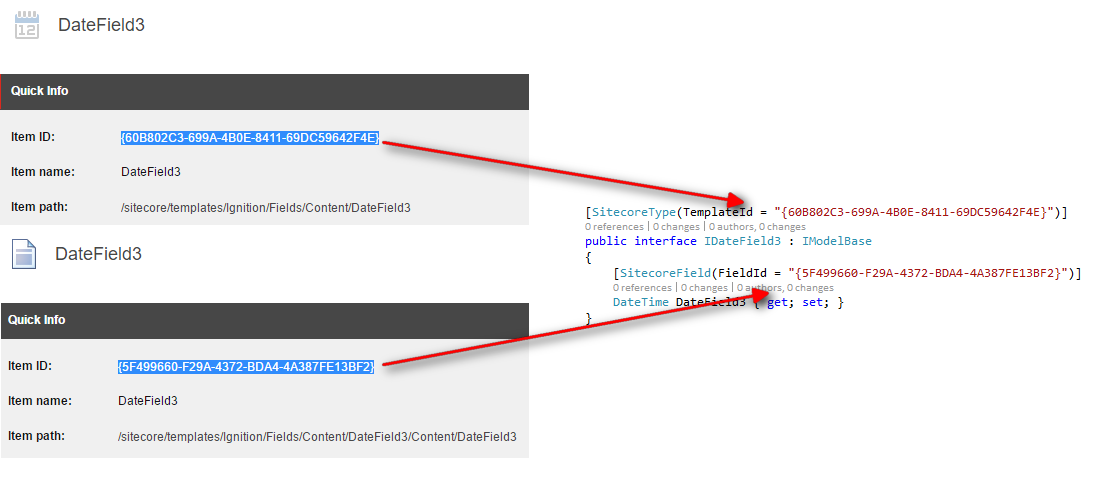 12
DateField3
Quick Info
Item ID: {60B802C3-699A-4B0E-8411-69DC59642F4E}
Item name: DateField3
Item path: /sitecore/templates/Ignition/Fields/Content/DateField3
DateField3
Quick Info
Item ID: {5F499660-F29A-4372-BDA4-4A387FE13BF2}
Item name: DateField3
Item path: /sitecore/templates/Ignition/Fields/Content/DateField3/Content/DateField3
[SitecoreType(TemplateId = "{60B802C3-699A-4B0E-8411-69DC59642F4E}")]
0 references | 0 changes | 0 authors, 0 changes
public interface IDateField3 : IModelBase
{
[SitecoreField(FieldId = "{5F499660-F29A-4372-BDA4-4A387FE13BF2}")]
0 references | 0 changes | 0 authors, 0 changes
DateTime DateField3 { get; set; }
}